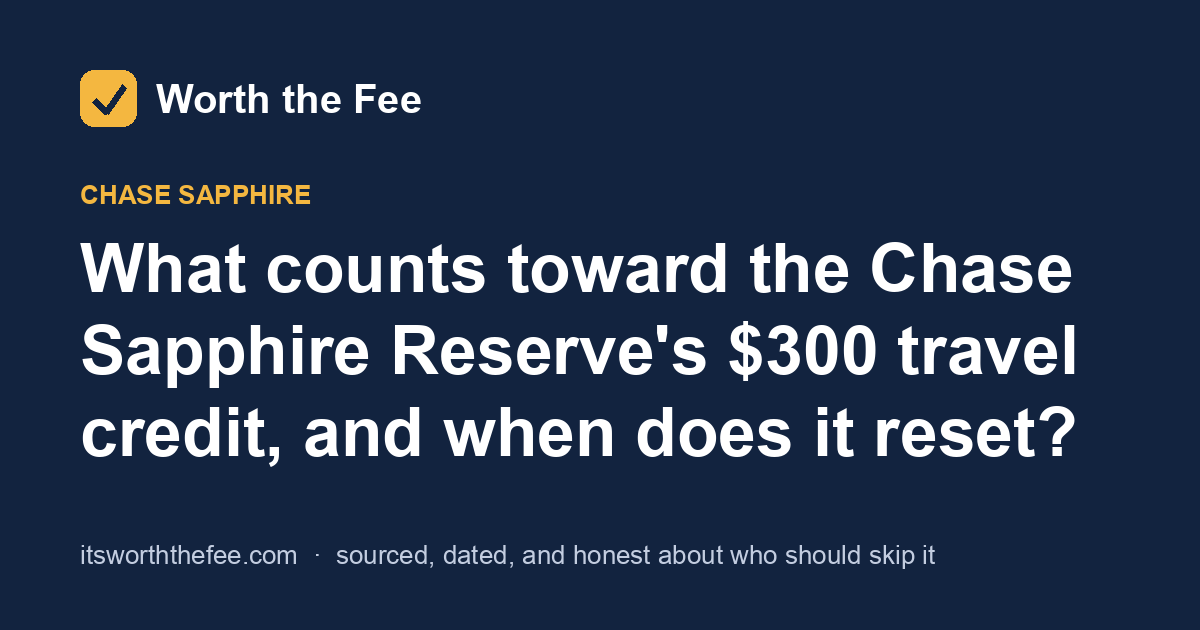 Worth the Fee
CHASE SAPPHIRE
What counts toward the Chase
Sapphire Reserve's $300 travel
credit, and when does it reset?
itsworththefee.com · sourced, dated, and honest about who should skip it